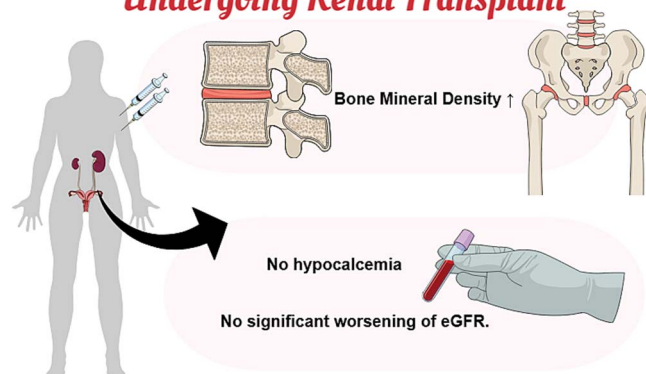 Undergoing Renal Transplant
Bone Mineral Density ↑
No hypocalcemia
No significant worsening of eGFR.